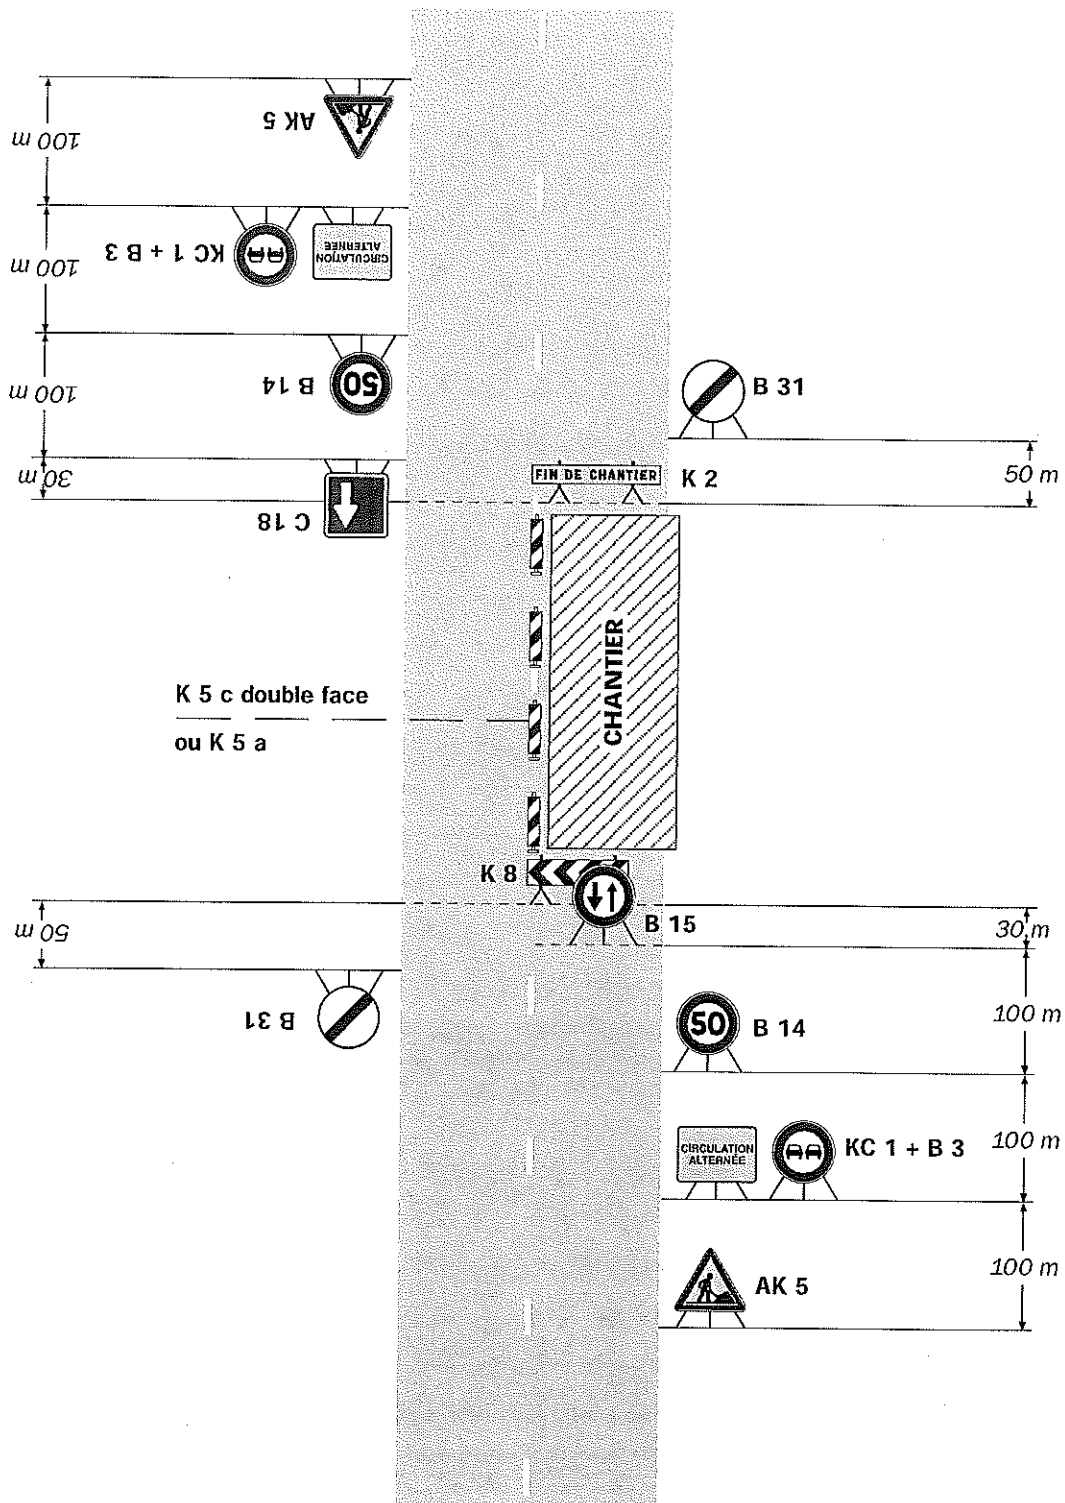 100 m
AK 5
100 m
KC 1 + B 3
CIRCULATION
ALTERNÉE
100 m
B 14
50
B 31
30 m
C 18
FIN DE CHANTIER
K 2
50 m
CHANTIER
K 5 c double face
ou K 5 a
K 8
B 15
30 m
50 m
B 31
50
B 14
100 m
CIRCULATION
ALTERNÉE
KC 1 + B 3
100 m
AK 5
100 m